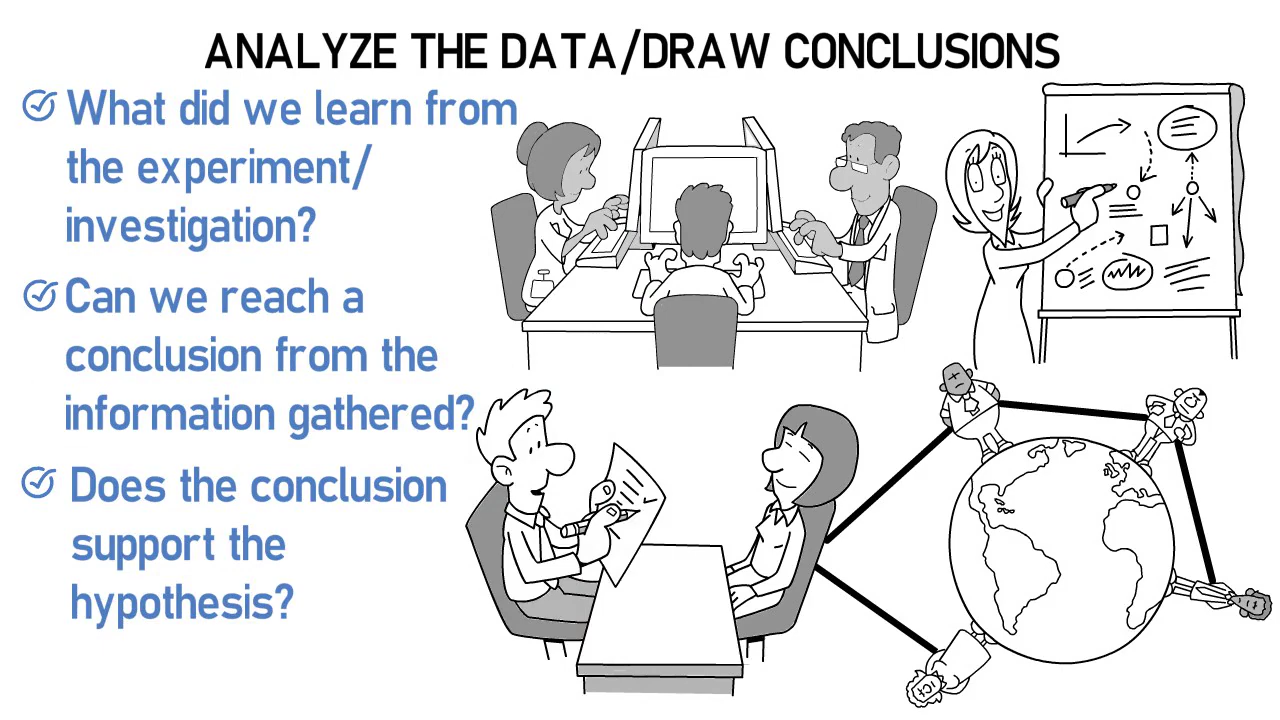 ANALYZE THE DATA/DRAW CONCLUSIONS
What did we learn from
the experiment/
investigation?
Can we reach a
conclusion from the
information gathered?
Does the conclusion
support the
hypothesis?